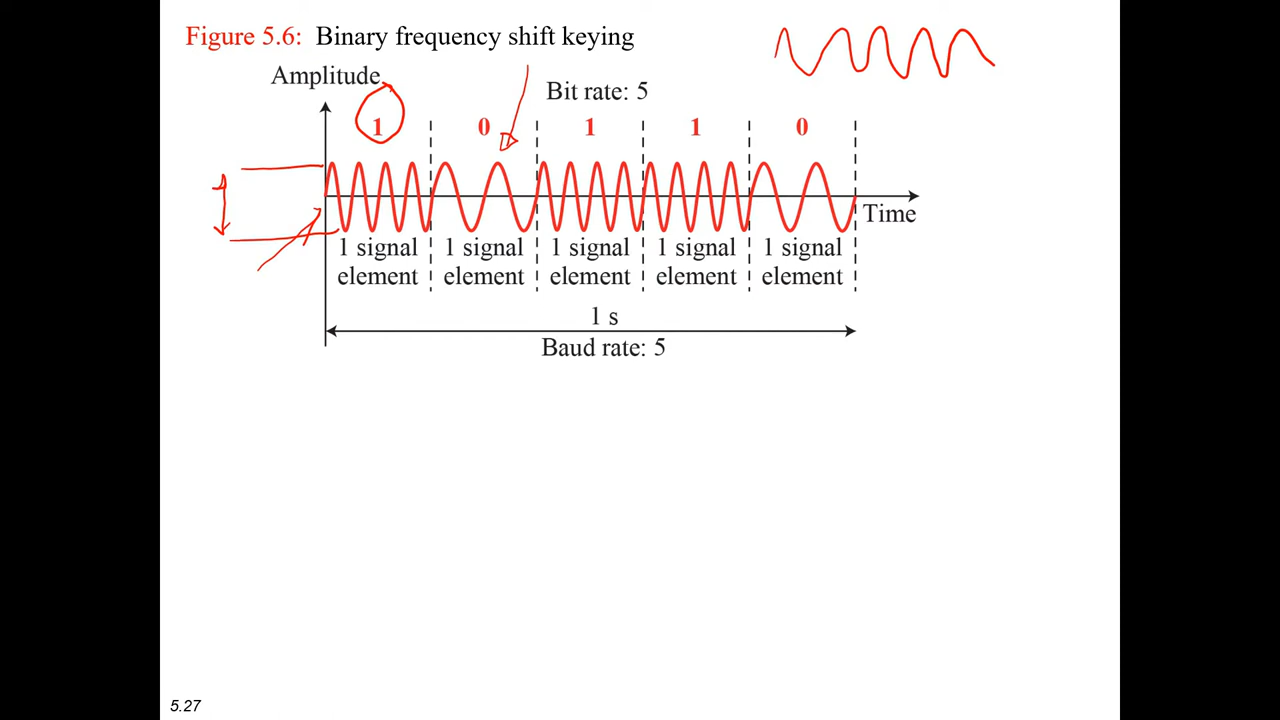 Figure 5.6: Binary frequency shift keying
Amplitude
Bit rate: 5
1 0 1 1 0
Time
1 signal element
1 signal element
1 signal element
1 signal element
1 signal element
1 s
Baud rate: 5
5.27